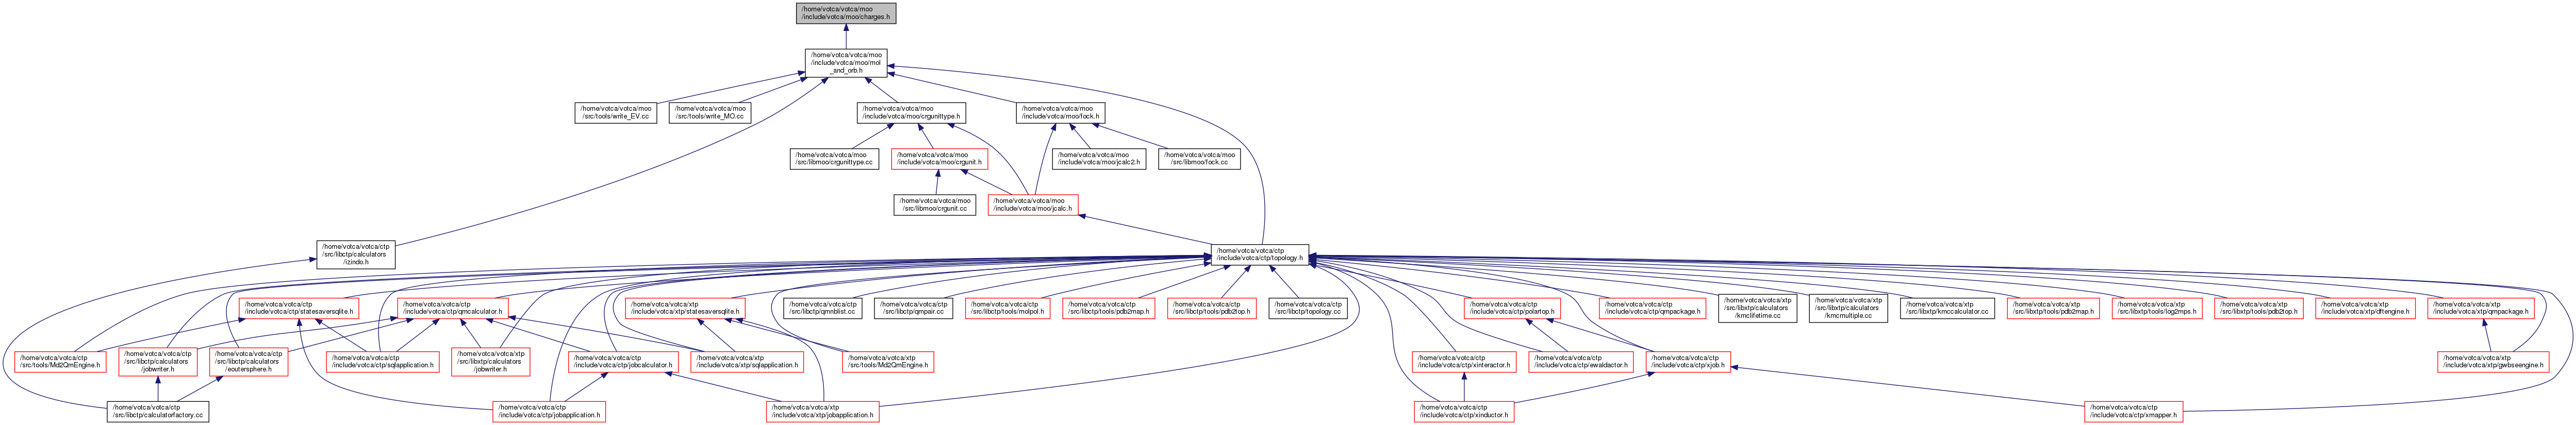 /home/votca/votca/moo
/include/votca/moo/charges.h
/home/votca/votca/moo
/include/votca/moo/mol
_and_orb.h
/home/votca/votca/moo
/src/tools/write_EV.cc
/home/votca/votca/moo
/src/tools/write_MO.cc
/home/votca/votca/moo
/include/votca/moo/crgunittype.h
/home/votca/votca/moo
/include/votca/moo/fock.h
/home/votca/votca/moo
/src/libmoo/crgunittype.cc
/home/votca/votca/moo
/include/votca/moo/crgunit.h
/home/votca/votca/moo
/include/votca/moo/jcalc2.h
/home/votca/votca/moo
/src/libmoo/fock.cc
/home/votca/votca/moo
/src/libmoo/crgunit.cc
/home/votca/votca/moo
/include/votca/moo/jcalc.h
/home/votca/votca/ctp
/src/libctp/calculators
/izindo.h
/home/votca/votca/ctp
/include/votca/ctp/topology.h
/home/votca/votca/ctp
/include/votca/ctp/statesaversqlite.h
/home/votca/votca/ctp
/include/votca/ctp/qmcalculator.h
/home/votca/votca/xtp
/include/votca/xtp/statesaversqlite.h
/home/votca/votca/ctp
/src/libctp/qmnblist.cc
/home/votca/votca/ctp
/src/libctp/qmpair.cc
/home/votca/votca/ctp
/src/libctp/tools/molpol.h
/home/votca/votca/ctp
/src/libctp/tools/pdb2map.h
/home/votca/votca/ctp
/src/libctp/tools/pdb2top.h
/home/votca/votca/ctp
/src/libctp/topology.cc
/home/votca/votca/ctp
/include/votca/ctp/polartop.h
/home/votca/votca/ctp
/include/votca/ctp/qmpackage.h
/home/votca/votca/xtp
/src/libxtp/calculators
/kmclifetime.cc
/home/votca/votca/xtp
/src/libxtp/calculators
/kmcmultiple.cc
/home/votca/votca/xtp
/include/votca/xtp/kmccalculator.h
/home/votca/votca/xtp
/src/libxtp/tools/pdb2map.h
/home/votca/votca/xtp
/src/libxtp/tools/log2mps.h
/home/votca/votca/xtp
/src/libxtp/tools/pdb2top.h
/home/votca/votca/xtp
/include/votca/xtp/dftengine.h
/home/votca/votca/xtp
/include/votca/xtp/qmpackage.h
/home/votca/votca/ctp
/src/tools/Md2QmEngine.h
/home/votca/votca/ctp
/src/libctp/calculators
/jobwriter.h
/home/votca/votca/ctp
/src/libctp/calculators
/eoutersphere.h
/home/votca/votca/ctp
/include/votca/ctp/sqlapplication.h
/home/votca/votca/xtp
/src/libxtp/calculators
/jobwriter.h
/home/votca/votca/ctp
/include/votca/ctp/jobcalculator.h
/home/votca/votca/xtp
/include/votca/xtp/sqlapplication.h
/home/votca/votca/xtp
/src/tools/Md2QmEngine.h
/home/votca/votca/ctp
/include/votca/ctp/xinteractor.h
/home/votca/votca/ctp
/include/votca/ctp/ewaldactor.h
/home/votca/votca/ctp
/include/votca/ctp/xjob.h
/home/votca/votca/xtp
/include/votca/xtp/gwbseengine.h
/home/votca/votca/ctp
/src/libctp/calculatorfactory.cc
/home/votca/votca/ctp
/include/votca/ctp/jobapplication.h
/home/votca/votca/xtp
/include/votca/xtp/jobapplication.h
/home/votca/votca/ctp
/include/votca/ctp/xinductor.h
/home/votca/votca/ctp
/include/votca/ctp/xmapper.h